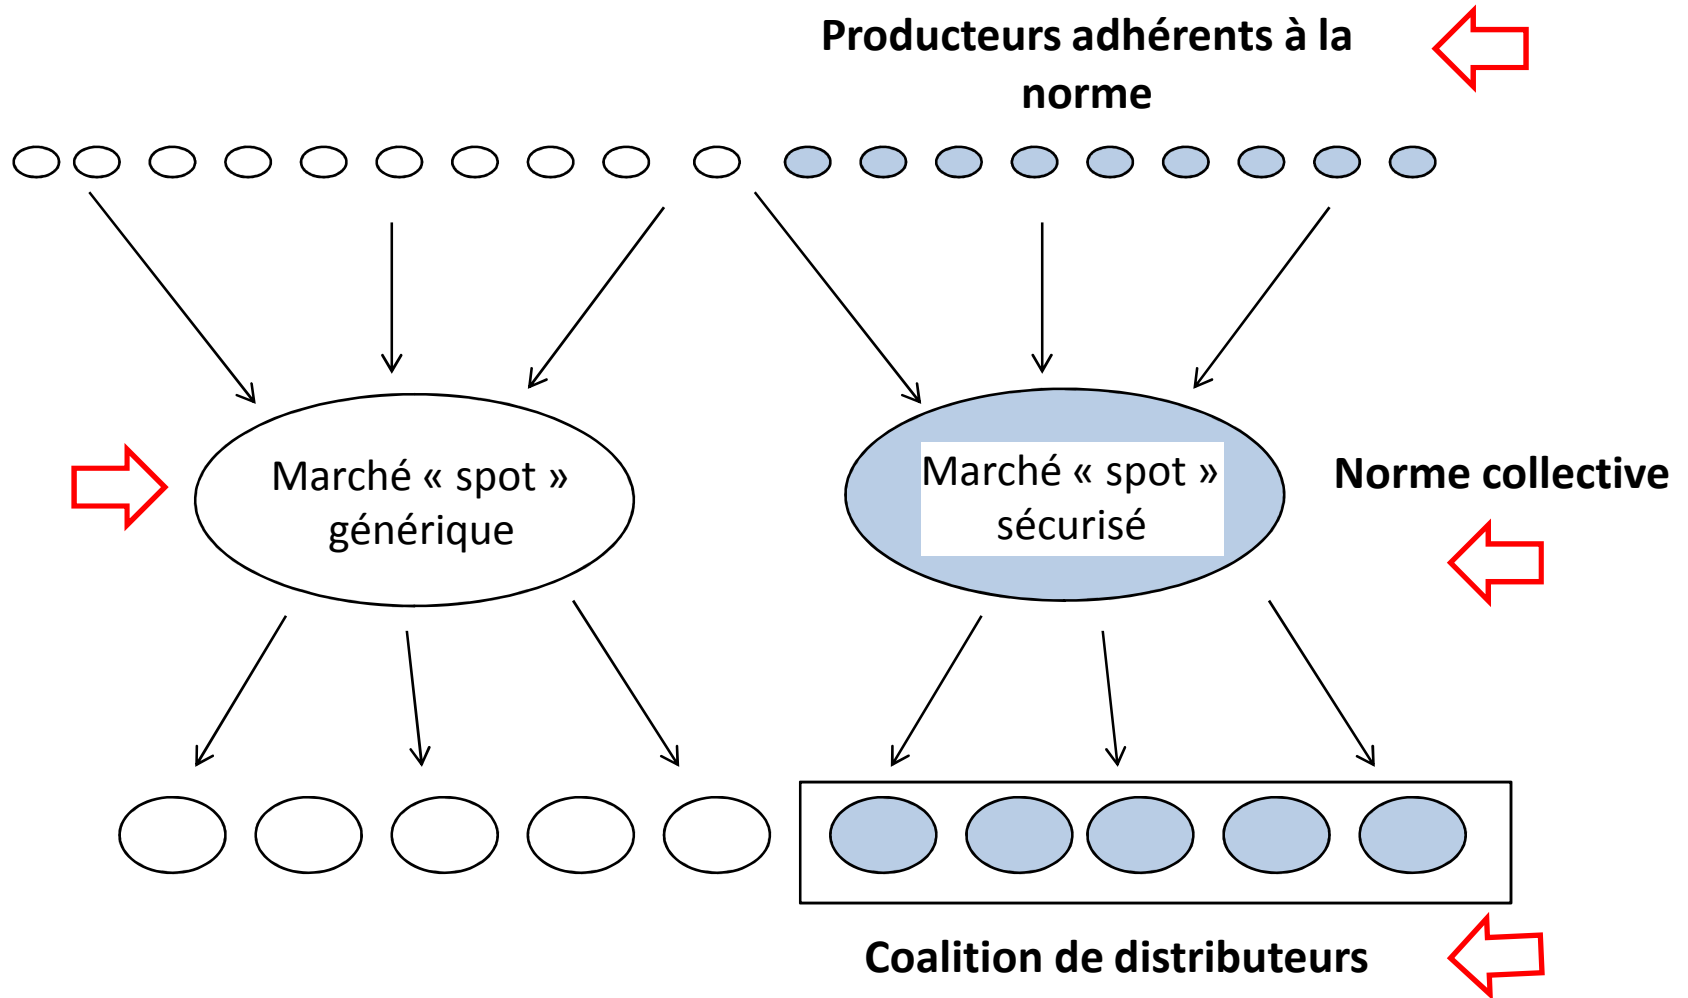 Producteurs adhérents à la
norme
Marché « spot »
générique
Marché « spot »
sécurisé
Norme collective
Coalition de distributeurs